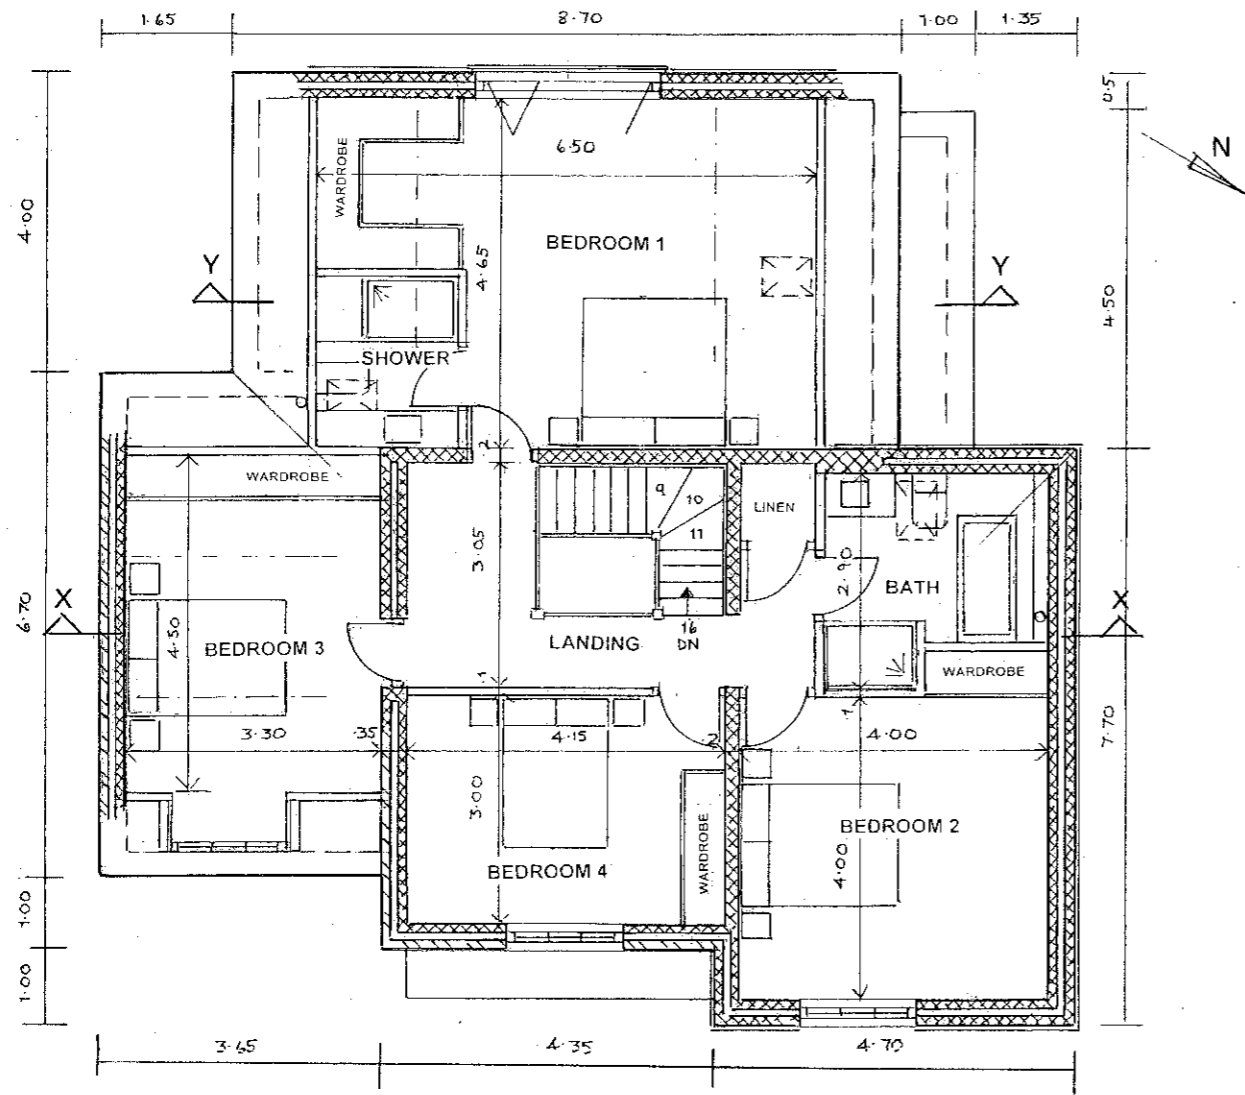 1.65
8.70
1.00
1.35
0.5
N
4.00
WARDROBE
6.50
BEDROOM 1
4.65
Y
Y
4.50
SHOWER
.2
WARDROBE
9
10
11
LINEN
3.05
2.90
BATH
6.70
X
X
4.50
BEDROOM 3
LANDING
16
DN
WARDROBE
.1
.1
3.30
.35
4.15
.2
4.00
7.70
3.00
WARDROBE
BEDROOM 2
4.00
BEDROOM 4
1.00
1.00
3.65
4.35
4.70